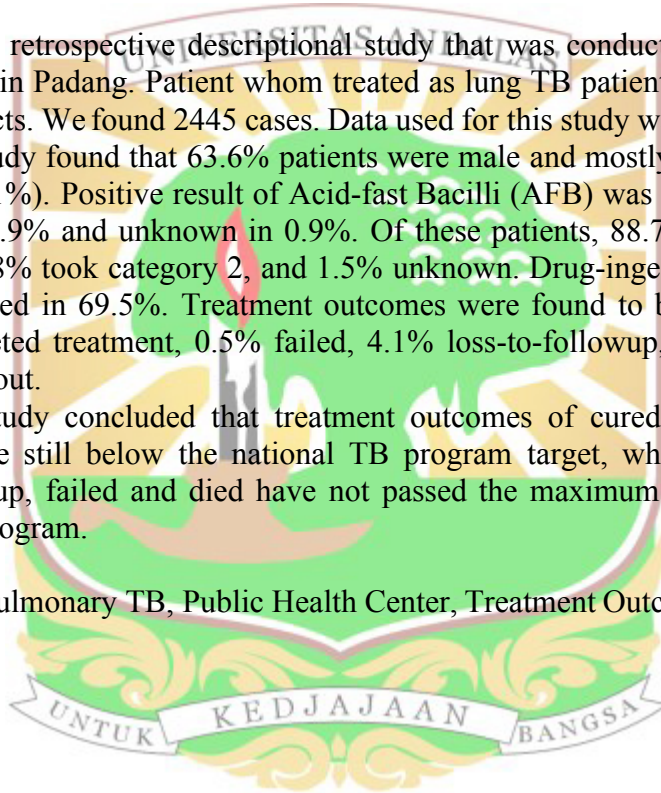 retrospective descriptional study that was conduct
UNIVERSITAS ANDALAS
in Padang. Patient whom treated as lung TB patient
cts. We found 2445 cases. Data used for this study w
udy found that 63.6% patients were male and mostly
1%). Positive result of Acid-fast Bacilli (AFB) was
.9% and unknown in 0.9%. Of these patients, 88.7
8% took category 2, and 1.5% unknown. Drug-inge
ed in 69.5%. Treatment outcomes were found to b
eted treatment, 0.5% failed, 4.1% loss-to-followup,
out.
tudy concluded that treatment outcomes of cured
e still below the national TB program target, wh
up, failed and died have not passed the maximum
ogram.
ulmonary TB, Public Health Center, Treatment Outc
UNTUK KEDJAJAAN BANGSA